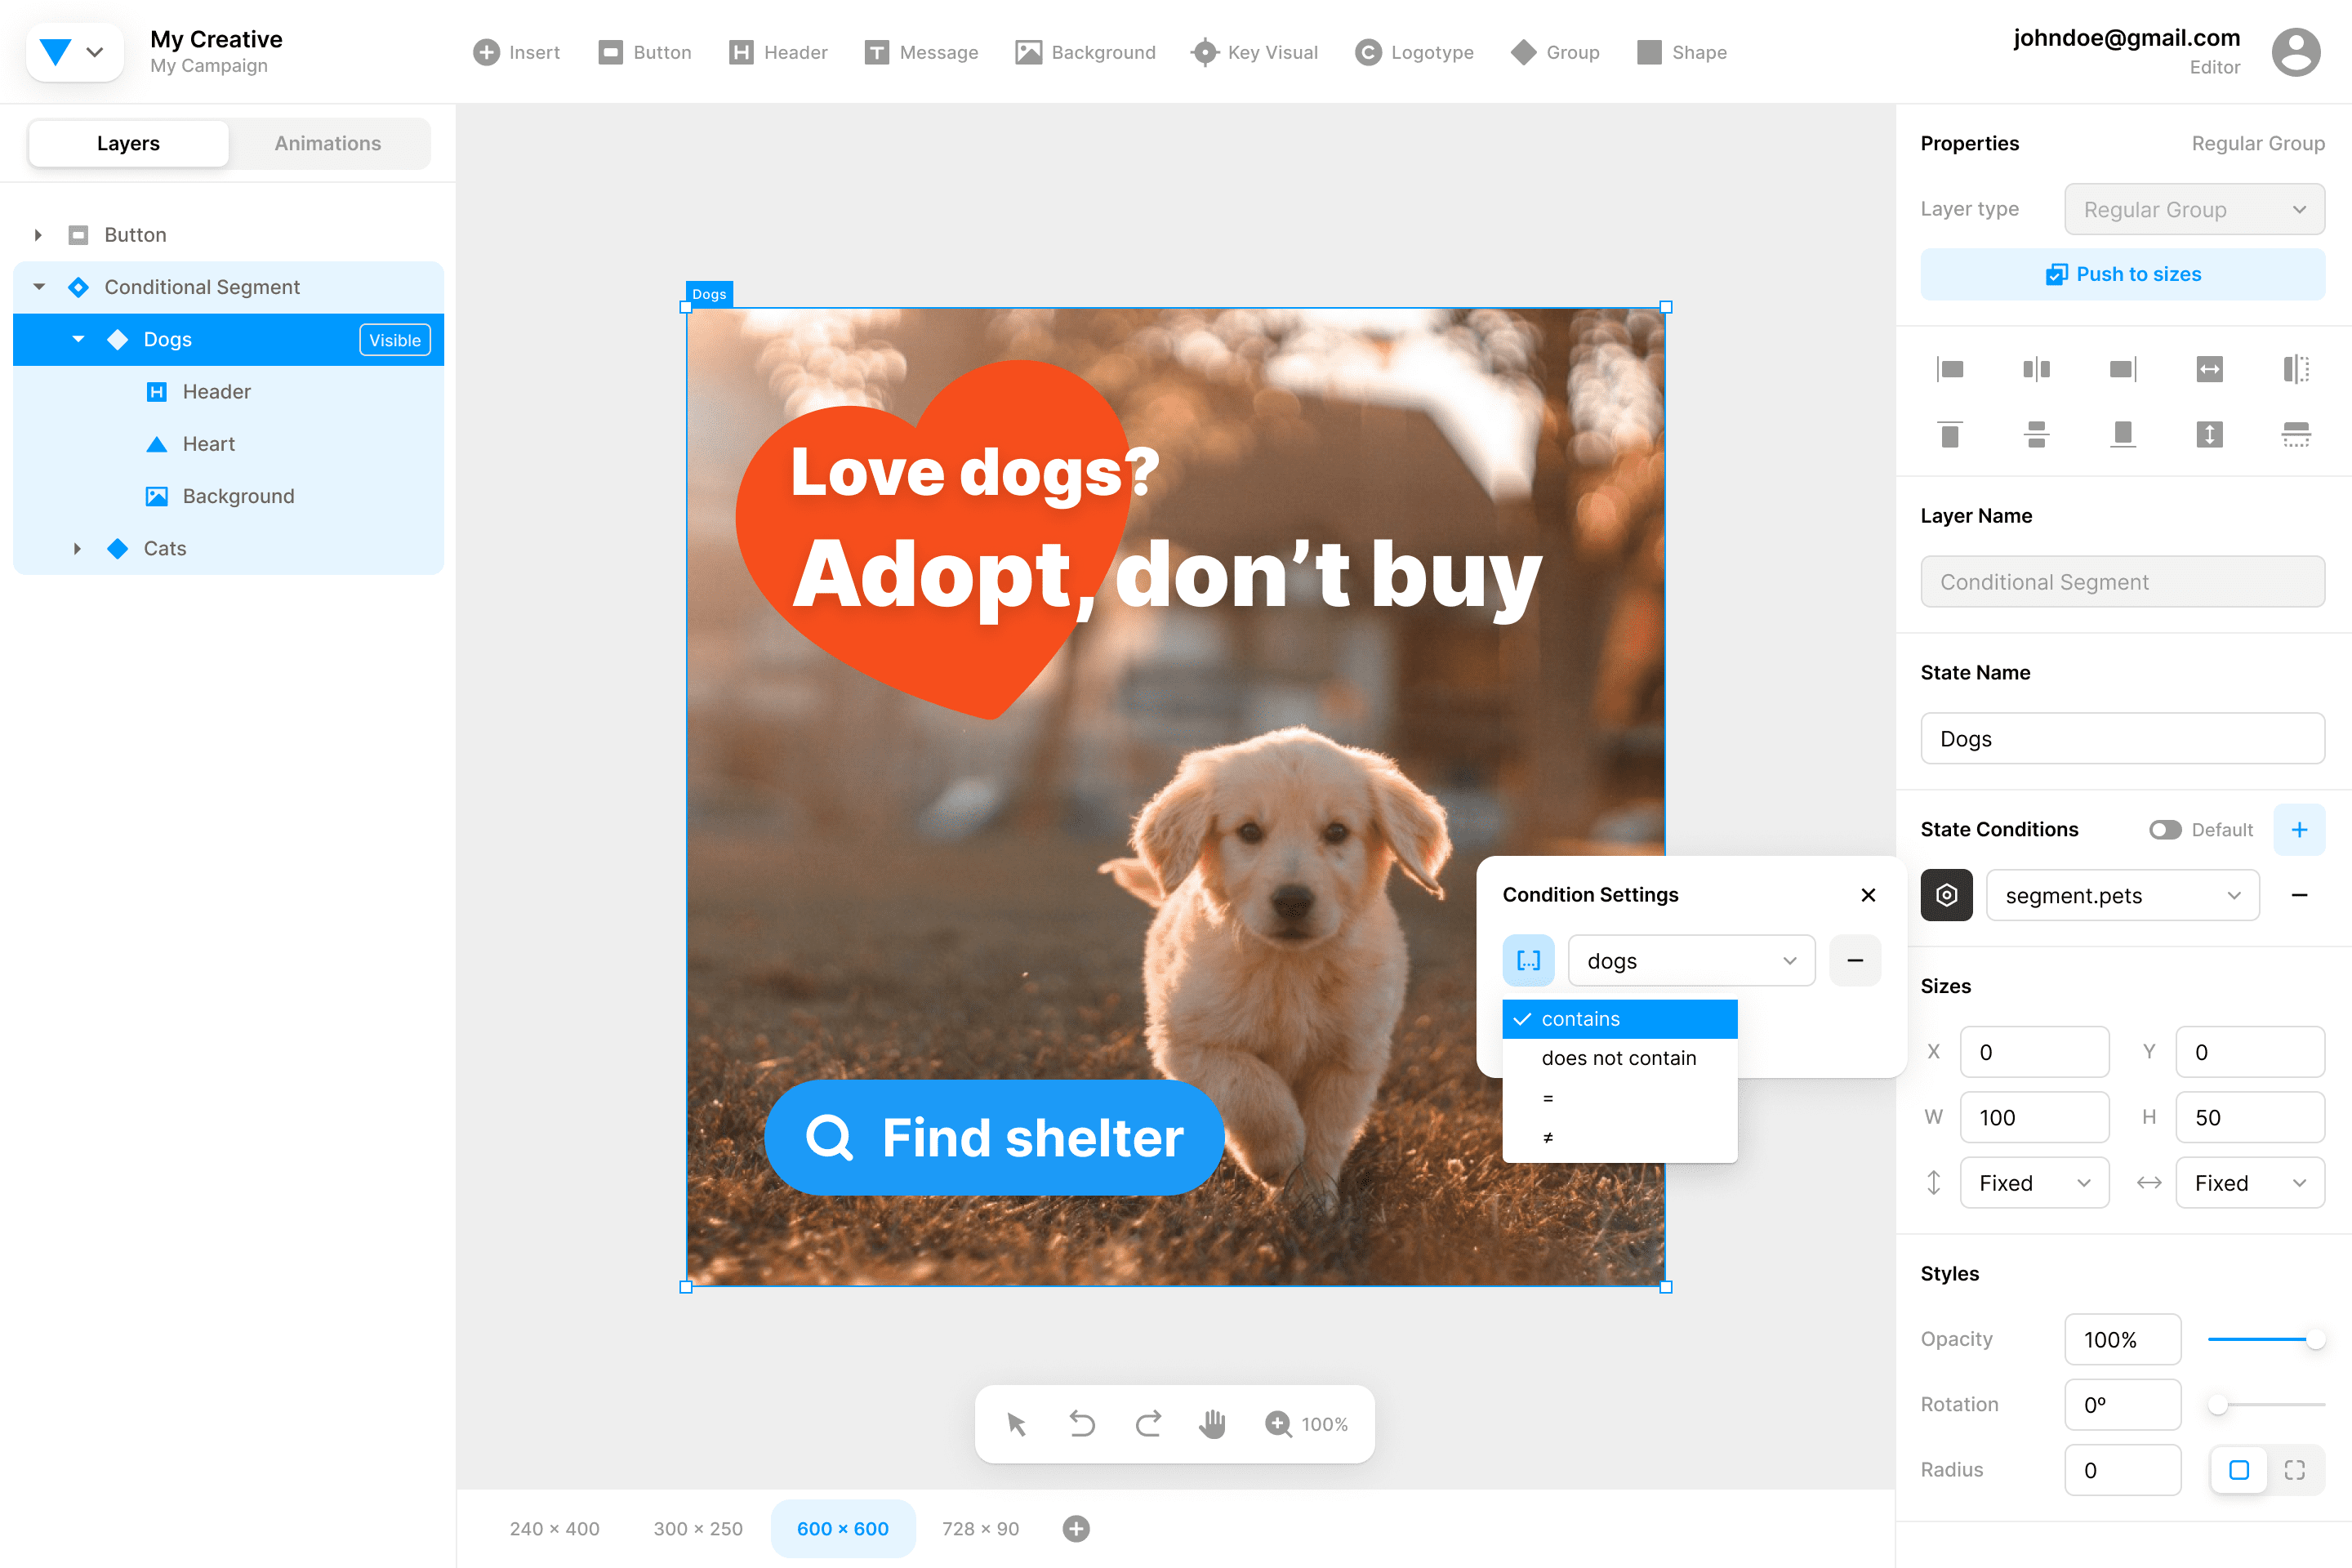 My Creative
My Campaign
Insert
Button
Header
Message
Background
Key Visual
Logotype
Group
Shape
johndoe@gmail.com
Editor
Layers
Animations
Button
Conditional Segment
Dogs
Visible
Header
Heart
Background
Cats
Dogs
Love dogs?
Adopt, don’t buy
Find shelter
Condition Settings
[...]
dogs
contains
does not contain
=
≠
100%
240 × 400
300 × 250
600 × 600
728 × 90
Properties
Regular Group
Layer type
Regular Group
Push to sizes
Layer Name
Conditional Segment
State Name
Dogs
State Conditions
Default
segment.pets
Sizes
X
0
Y
0
W
100
H
50
Fixed
Fixed
Styles
Opacity
100%
Rotation
0º
Radius
0